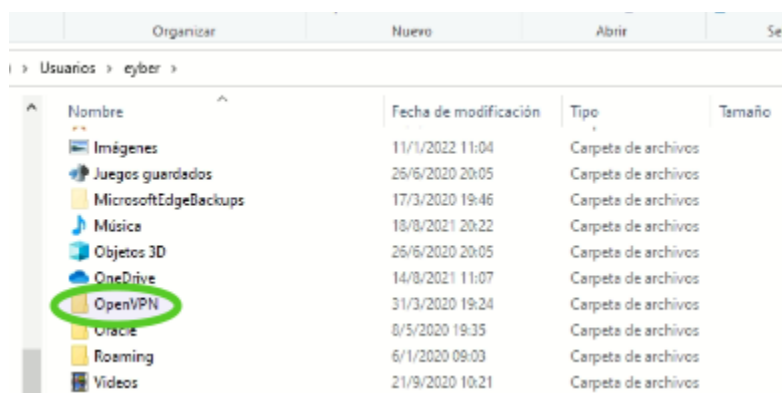 Organizar Nuevo Abrir Se
> Usuarios > eyber >
Nombre Fecha de modificación Tipo Tamaño
Imágenes 11/1/2022 11:04 Carpeta de archivos
Juegos guardados 26/6/2020 20:05 Carpeta de archivos
MicrosoftEdgeBackups 17/3/2020 19:46 Carpeta de archivos
Música 18/8/2021 20:22 Carpeta de archivos
Objetos 3D 26/6/2020 20:05 Carpeta de archivos
OneDrive 14/8/2021 11:07 Carpeta de archivos
OpenVPN 31/3/2020 19:24 Carpeta de archivos
Oracle 8/5/2020 19:35 Carpeta de archivos
Roaming 6/1/2020 09:03 Carpeta de archivos
Videos 21/9/2020 10:21 Carpeta de archivos